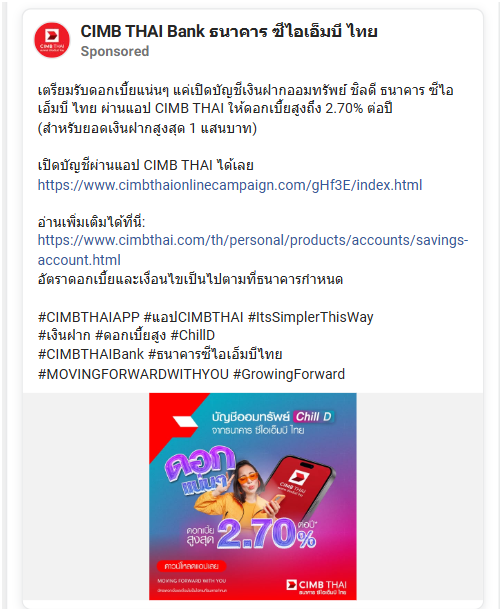 CIMB THAI
CIMB THAI Bank ธนาคาร ซีไอเอ็มบี ไทย
Sponsored
เตรียมรับดอกเบี้ยแน่นๆ แค่เปิดบัญชีเงินฝากออมทรัพย์ ชิลดี ธนาคาร ซีไอ
เอ็มบี ไทย ผ่านแอป CIMB THAI ให้ดอกเบี้ยสูงถึง 2.70% ต่อปี
(สำหรับยอดเงินฝากสูงสุด 1 แสนบาท)
เปิดบัญชีผ่านแอป CIMB THAI ได้เลย
https://www.cimbthaionlinecampaign.com/gHf3E/index.html
อ่านเพิ่มเติมได้ที่นี่:
https://www.cimbthai.com/th/personal/products/accounts/savings-
account.html
อัตราดอกเบี้ยและเงื่อนไขเป็นไปตามที่ธนาคารกำหนด
#CIMBTHAIAPP #แอปCIMBTHAI #ItsSimplerThisWay
#เงินฝาก #ดอกเบี้ยสูง #ChillD
#CIMBTHAIBank #ธนาคารซีไอเอ็มบีไทย
#MOVINGFORWARDWITHYOU #GrowingForward
บัญชีออมทรัพย์ Chill D
จากธนาคาร ซีไอเอ็มบี ไทย
ดอก
แน่นๆ
CIMB THAI
ดอกเบี้ย
สูงสุด 2.70% ต่อปี*
ดาวน์โหลดแอปเลย
MOVING FORWARD WITH YOU
CIMB THAI
ธนาคาร ซีไอเอ็มบี ไทย